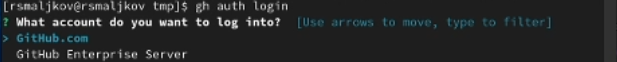 [rsmaljkov@rsmaljkov tmp]$ gh auth login
? What account do you want to log into?  [Use arrows to move, type to filter]
> GitHub.com
  GitHub Enterprise Server